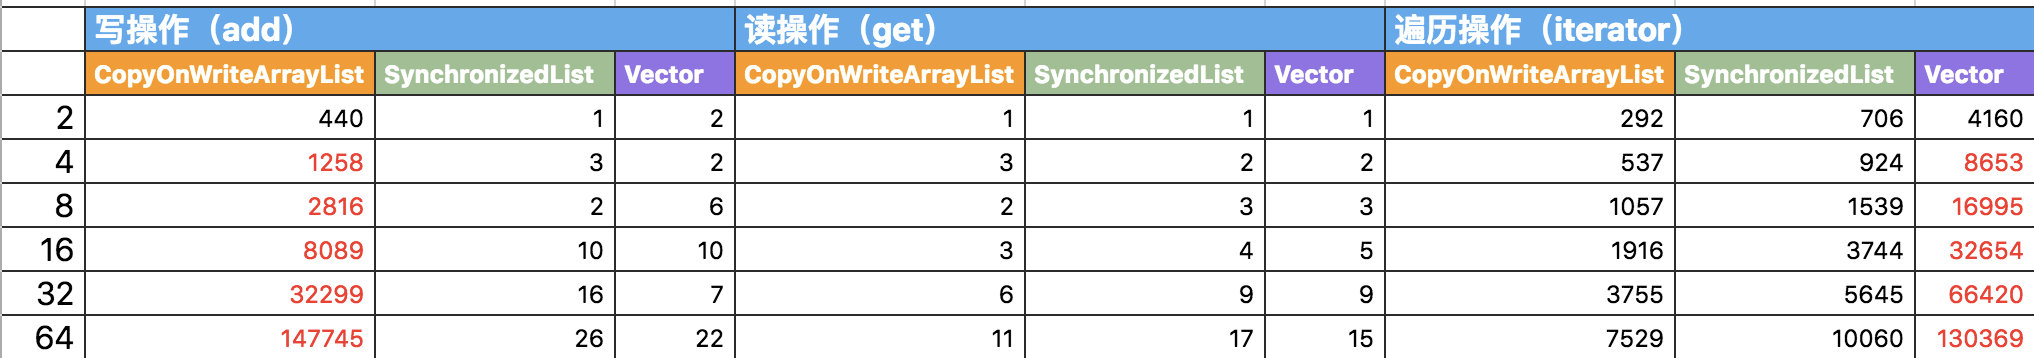 写操作（add） 读操作（get） 遍历操作（iterator）
CopyOnWriteArrayList SynchronizedList Vector CopyOnWriteArrayList SynchronizedList Vector CopyOnWriteArrayList SynchronizedList Vector
2 440 1 2 1 1 1 292 706 4160
4 1258 3 2 3 2 2 537 924 8653
8 2816 2 6 2 3 3 1057 1539 16995
16 8089 10 10 3 4 5 1916 3744 32654
32 32299 16 7 6 9 9 3755 5645 66420
64 147745 26 22 11 17 15 7529 10060 130369